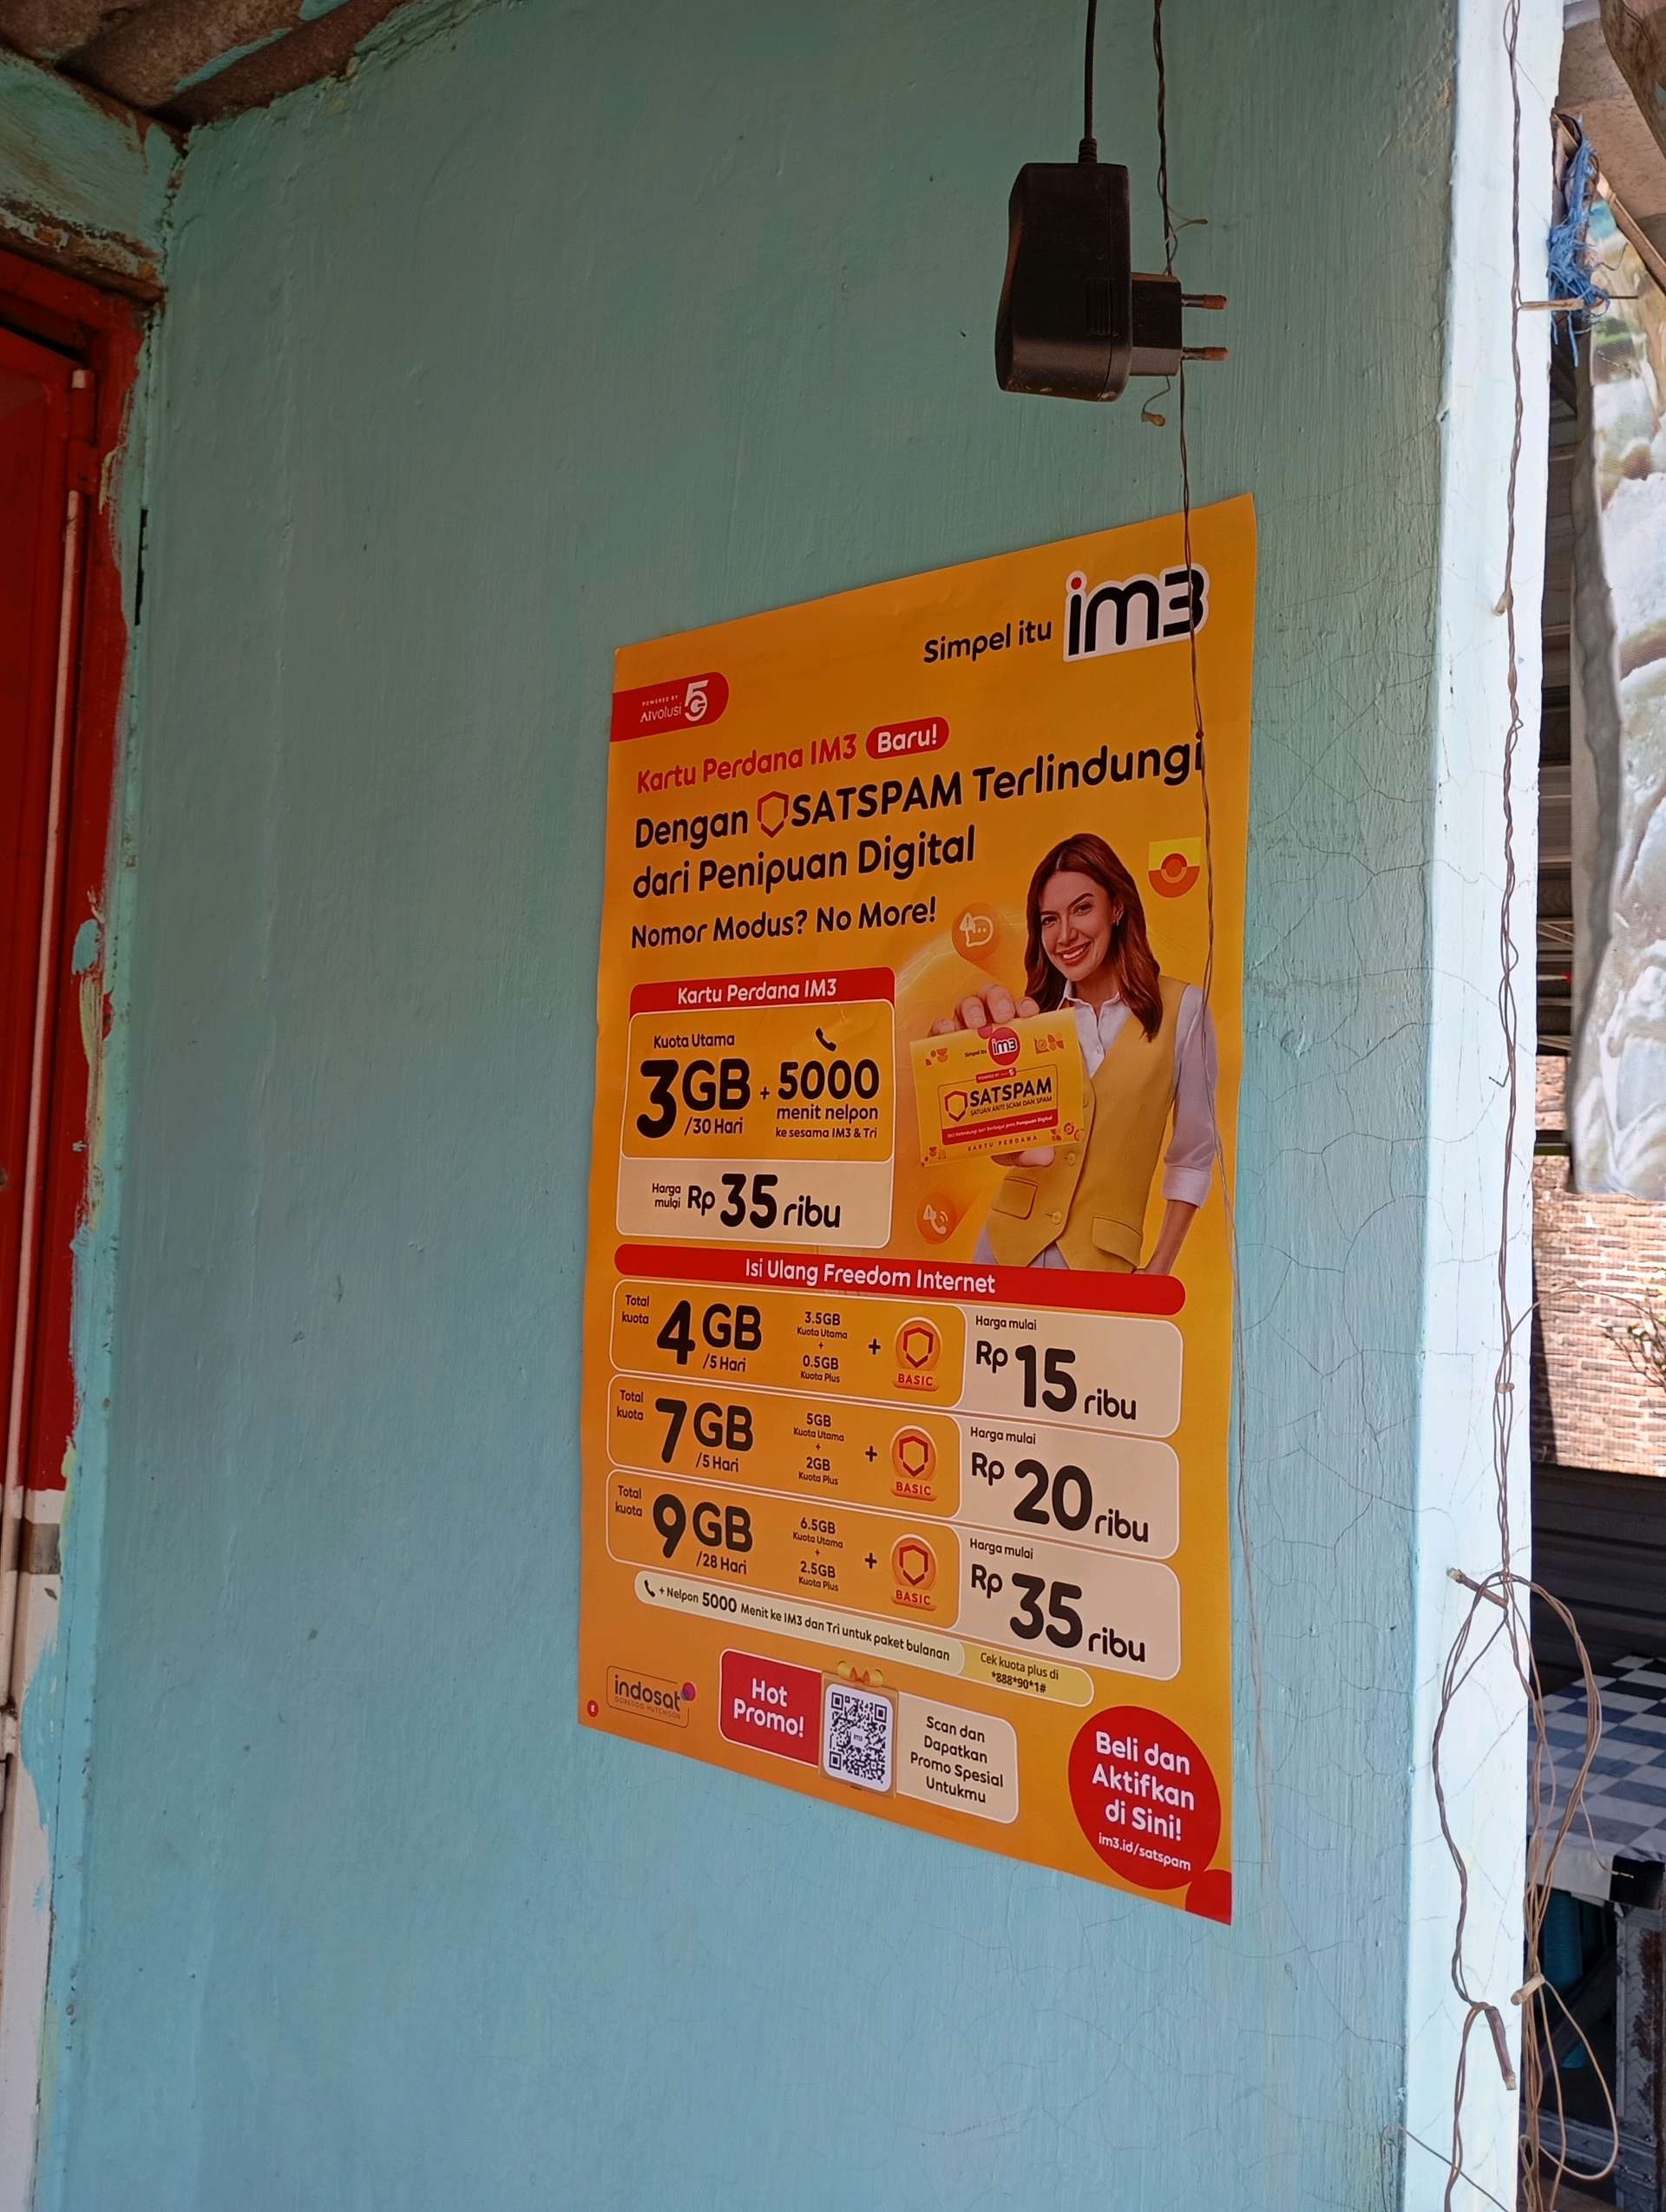 Simpel itu im3
POWERED BY
AIvolusi 5G
Kartu Perdana IM3 Baru!
Dengan SATSPAM Terlindungi
dari Penipuan Digital
Nomor Modus? No More!
Kartu Perdana IM3
Kuota Utama
3GB
/30 Hari
+ 5000
menit nelpon
ke sesama IM3 & Tri
Harga
mulai
Rp 35 ribu
Simpel itu im3
SATSPAM
SATUAN ANTI SCAM DAN SPAM
KARTU PERDANA
Isi Ulang Freedom Internet
Total
kuota
4GB
/5 Hari
3.5GB
Kuota Utama
+
0.5GB
Kuota Plus
+
BASIC
Harga mulai
Rp 15 ribu
Total
kuota
7GB
/5 Hari
5GB
Kuota Utama
+
2GB
Kuota Plus
+
BASIC
Harga mulai
Rp 20 ribu
Total
kuota
9GB
/28 Hari
6.5GB
Kuota Utama
+
2.5GB
Kuota Plus
+
BASIC
Harga mulai
Rp 35 ribu
+ Nelpon 5000 Menit ke IM3 dan Tri untuk paket bulanan
Cek kuota plus di
*888*90*1#
indosat
OOREDOO HUTCHISON
Hot
Promo!
Scan dan
Dapatkan
Promo Spesial
Untukmu
Beli dan
Aktifkan
di Sini!
im3.id/satspam